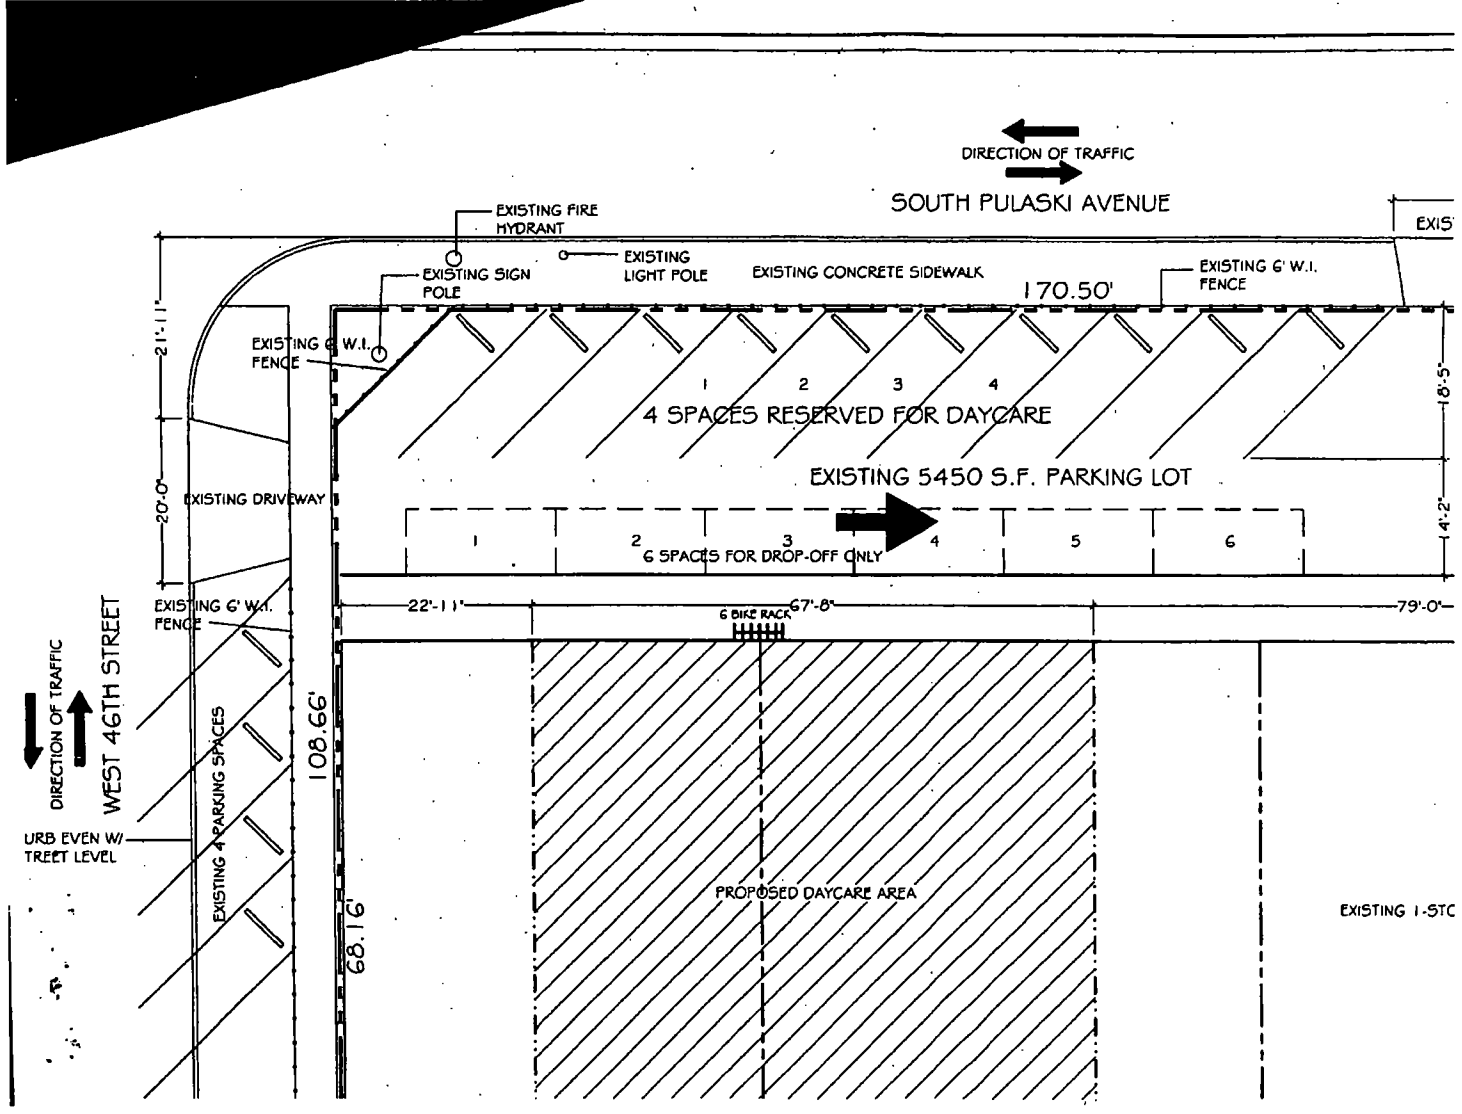 DIRECTION OF TRAFFIC
SOUTH PULASKI AVENUE
EXIS
EXISTING FIRE
HYDRANT
EXISTING
LIGHT POLE
EXISTING SIGN
POLE
EXISTING CONCRETE SIDEWALK
EXISTING 6' W.I.
FENCE
170.50'
21'-11"
EXISTING 6' W.I.
FENCE
1 2 3 4
4 SPACES RESERVED FOR DAYCARE
18'-5"
EXISTING 5450 S.F. PARKING LOT
20'-0"
EXISTING DRIVEWAY
14'-2"
1 2 3 4 5 6
6 SPACES FOR DROP-OFF ONLY
EXISTING 6' W.I.
FENCE
22'-11"
67'-8"
79'-0"
6 BIKE RACK
DIRECTION OF TRAFFIC
WEST 46TH STREET
108.66'
EXISTING 4 PARKING SPACES
URB EVEN W/
TREET LEVEL
68.16'
PROPOSED DAYCARE AREA
EXISTING 1-STO